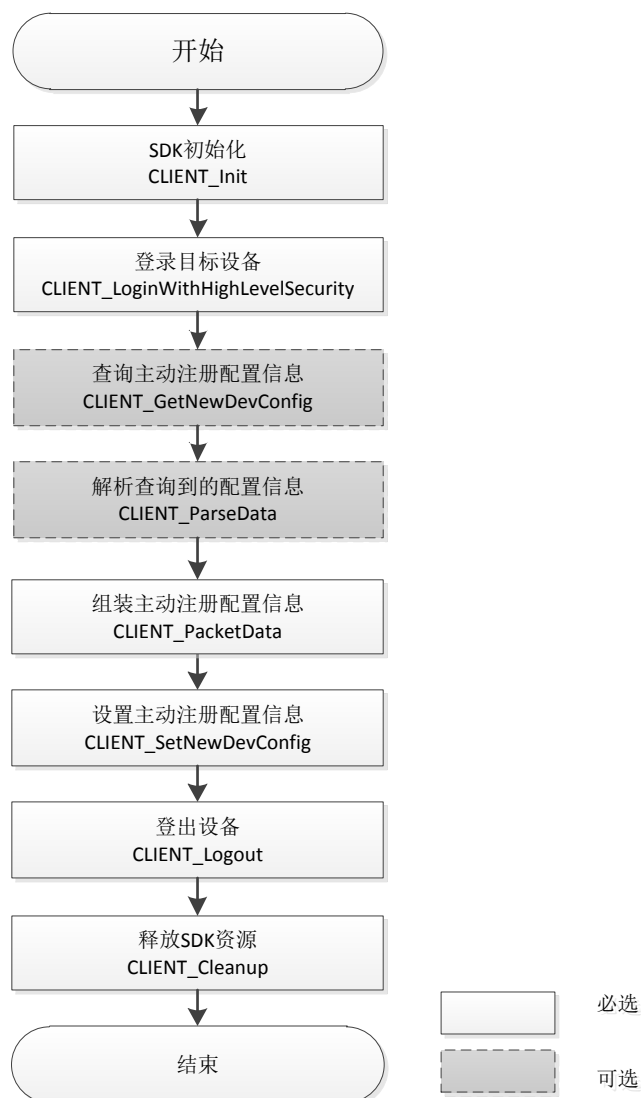 开始
SDK初始化
CLIENT_Init
登录目标设备
CLIENT_LoginWithHighLevelSecurity
查询主动注册配置信息
CLIENT_GetNewDevConfig
解析查询到的配置信息
CLIENT_ParseData
组装主动注册配置信息
CLIENT_PacketData
设置主动注册配置信息
CLIENT_SetNewDevConfig
登出设备
CLIENT_Logout
释放SDK资源
CLIENT_Cleanup
结束
必选
可选